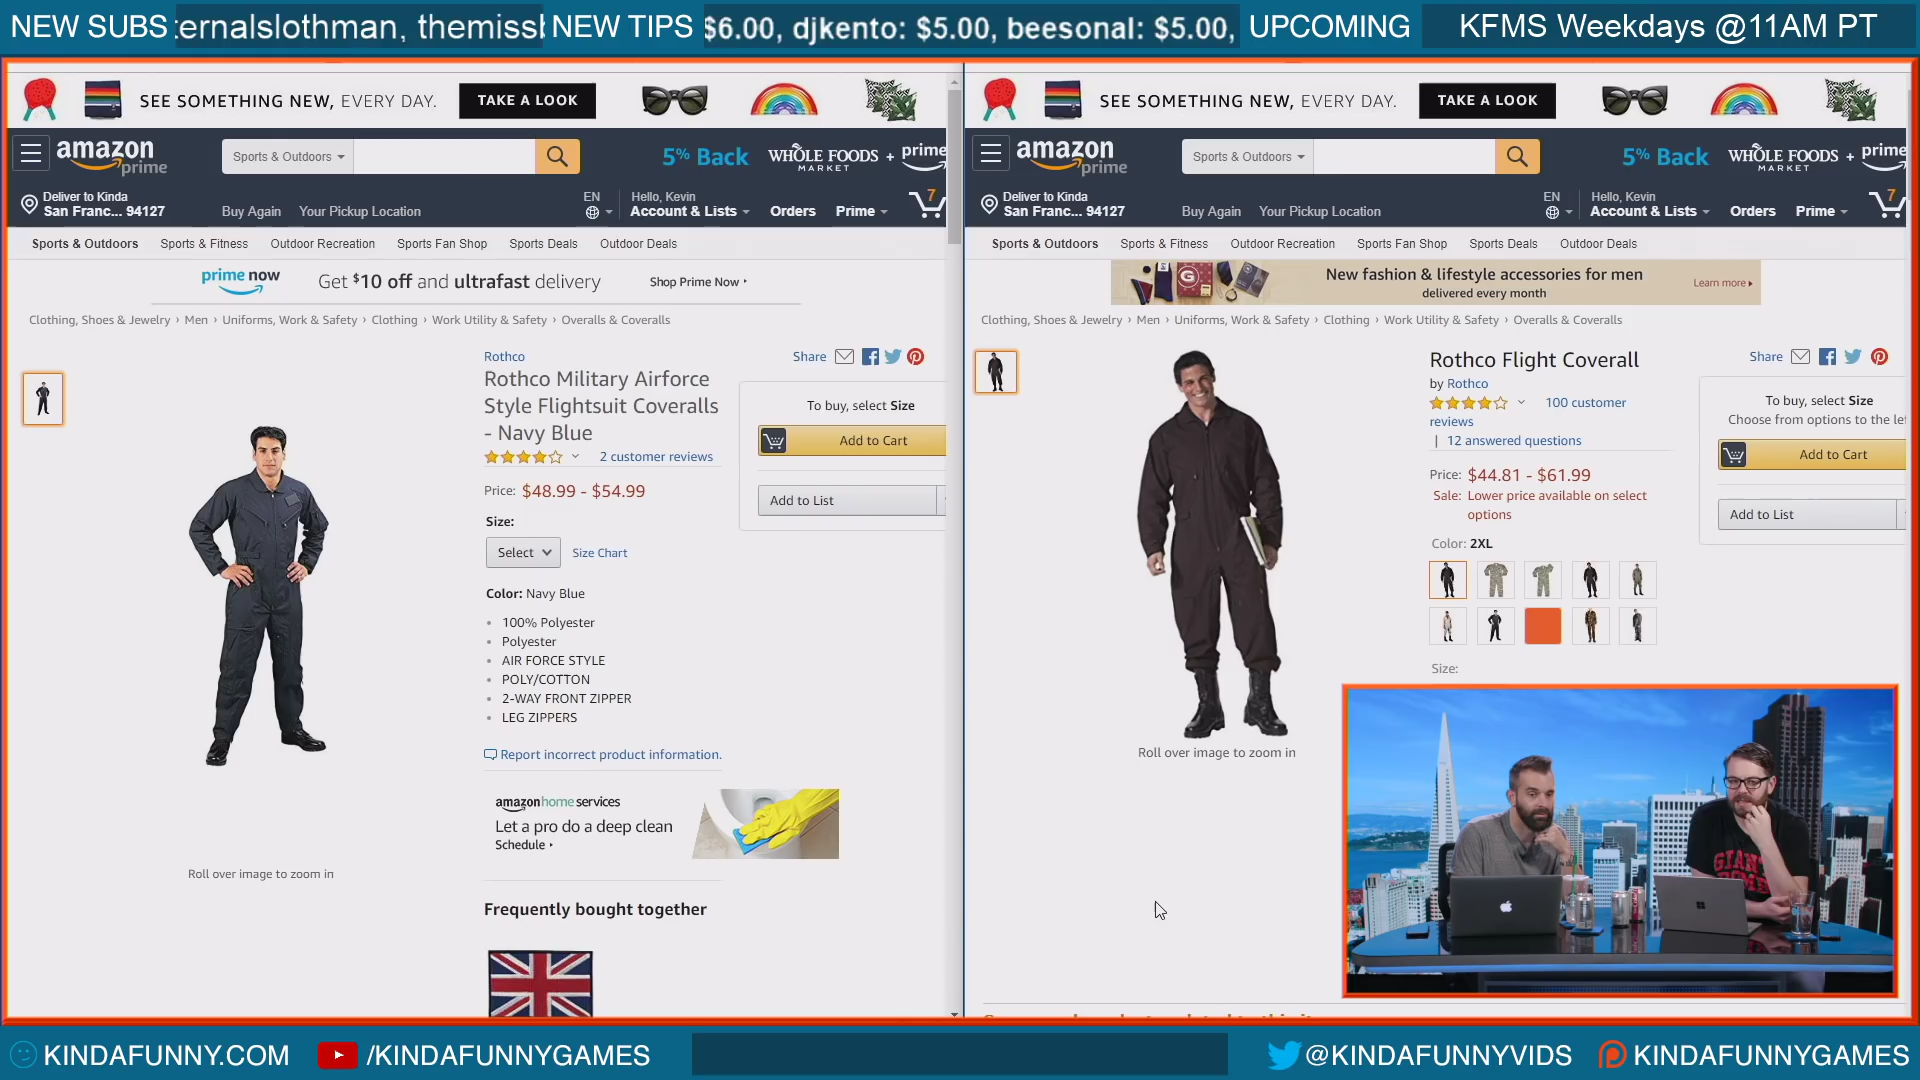 NEW SUBS
ternalslothman, themissb
NEW TIPS
$6.00, djkento: $5.00, beesonal: $5.00,
UPCOMING
KFMS Weekdays @11AM PT
SEE SOMETHING NEW, EVERY DAY.
TAKE A LOOK
amazon prime
Sports & Outdoors
5% Back
WHOLE FOODS MARKET + prime
Deliver to Kinda
San Franc... 94127
Buy Again
Your Pickup Location
EN
Hello, Kevin
Account & Lists
Orders
Prime
7
Sports & Outdoors
Sports & Fitness
Outdoor Recreation
Sports Fan Shop
Sports Deals
Outdoor Deals
prime now
Get $10 off and ultrafast delivery
Shop Prime Now
Clothing, Shoes & Jewelry › Men › Uniforms, Work & Safety › Clothing › Work Utility & Safety › Overalls & Coveralls
Rothco
Share
Rothco Military Airforce
Style Flightsuit Coveralls
- Navy Blue
2 customer reviews
Price: $48.99 - $54.99
Size:
Select
Size Chart
Color: Navy Blue
100% Polyester
Polyester
AIR FORCE STYLE
POLY/COTTON
2-WAY FRONT ZIPPER
LEG ZIPPERS
Report incorrect product information.
To buy, select Size
Add to Cart
Add to List
amazon home services
Let a pro do a deep clean
Schedule
Roll over image to zoom in
Frequently bought together
SEE SOMETHING NEW, EVERY DAY.
TAKE A LOOK
amazon prime
Sports & Outdoors
5% Back
WHOLE FOODS MARKET + prime
Deliver to Kinda
San Franc... 94127
Buy Again
Your Pickup Location
EN
Hello, Kevin
Account & Lists
Orders
Prime
7
Sports & Outdoors
Sports & Fitness
Outdoor Recreation
Sports Fan Shop
Sports Deals
Outdoor Deals
New fashion & lifestyle accessories for men
delivered every month
Learn more
Clothing, Shoes & Jewelry › Men › Uniforms, Work & Safety › Clothing › Work Utility & Safety › Overalls & Coveralls
Rothco Flight Coverall
Share
by Rothco
100 customer
reviews
| 12 answered questions
Price: $44.81 - $61.99
Sale: Lower price available on select
options
Color: 2XL
Size:
To buy, select Size
Choose from options to the le
Add to Cart
Add to List
Roll over image to zoom in
GIANT
KINDAFUNNY.COM
/KINDAFUNNYGAMES
@KINDAFUNNYVIDS
KINDAFUNNYGAMES